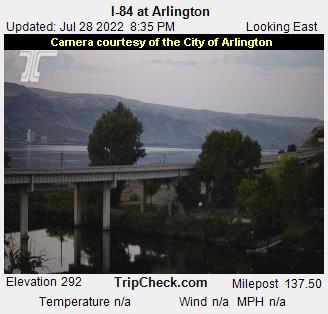 I-84 at Arlington
Updated: Jul 28 2022 8:35 PM Looking East
Camera courtesy of the City of Arlington
Elevation 292 TripCheck.com Milepost 137.50
Temperature n/a Wind n/a MPH n/a